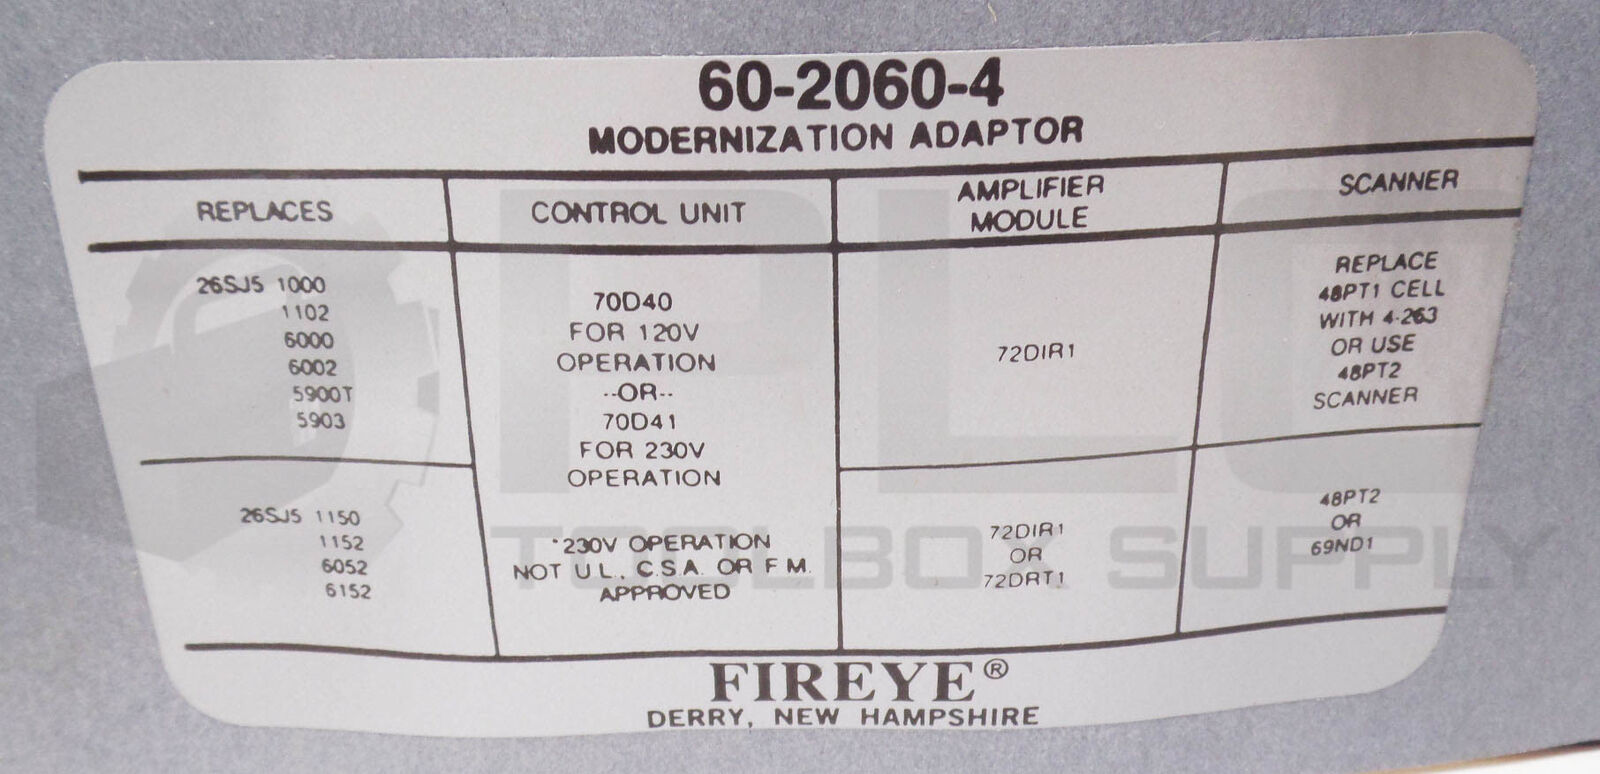 60-2060-4
MODERNIZATION ADAPTOR
REPLACES
CONTROL UNIT
AMPLIFIER
MODULE
SCANNER
26SJ5 1000
1102
6000
6002
5900T
5903
70D40
FOR 120V
OPERATION
--OR--
70D41
FOR 230V
OPERATION
72DIR1
REPLACE
48PT1 CELL
WITH 4-263
OR USE
48PT2
SCANNER
26SJ5 1150
1152
6052
6152
*230V OPERATION
NOT U.L., C.S.A. OR F.M.
APPROVED
72DIR1
OR
72DRT1
48PT2
OR
69ND1
FIREYE®
DERRY, NEW HAMPSHIRE
PLC
TOOLBOX SUPPLY